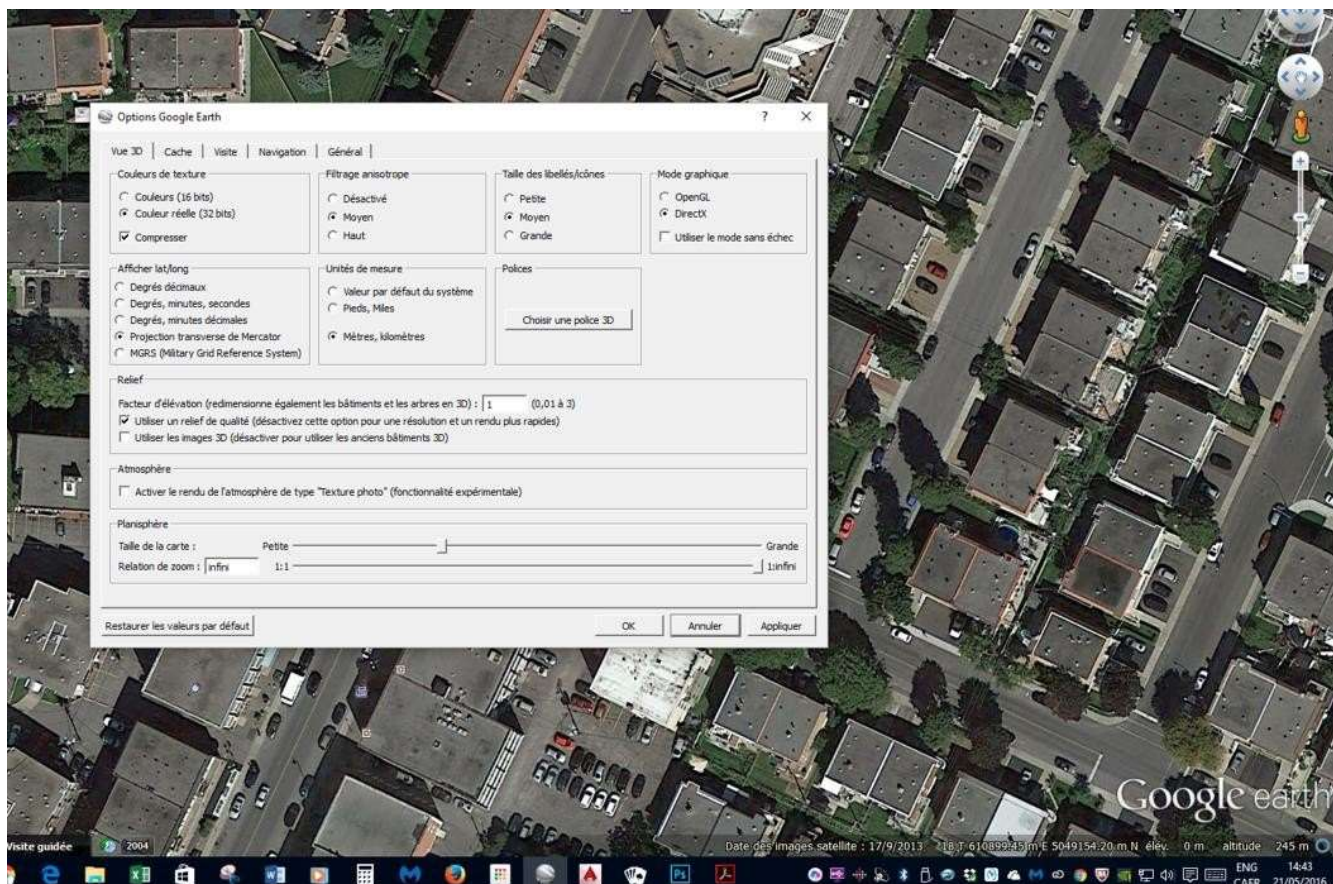 Options Google Earth
Vue 3D Cache Visite Navigation Général
Couleurs de texture
Couleurs (16 bits)
Couleur réelle (32 bits)
Compresser
Filtrage anisotrope
Désactivé
Moyen
Haut
Taille des libellés/icônes
Petite
Moyen
Grande
Mode graphique
OpenGL
DirectX
Utiliser le mode sans échec
Afficher lat/long
Degrés décimaux
Degrés, minutes, secondes
Degrés, minutes décimales
Projection transverse de Mercator
MGRS (Military Grid Reference System)
Unités de mesure
Valeur par défaut du système
Pieds, Miles
Mètres, kilomètres
Polices
Choisir une police 3D
Relief
Facteur d'élévation (redimensionne également les bâtiments et les arbres en 3D) : 1 (0,01 à 3)
Utiliser un relief de qualité (désactivez cette option pour une résolution et un rendu plus rapides)
Utiliser les images 3D (désactiver pour utiliser les anciens bâtiments 3D)
Atmosphère
Activer le rendu de l'atmosphère de type "Texture photo" (fonctionnalité expérimentale)
Planisphère
Taille de la carte : Petite Grande
Relation de zoom : infini 1:1 1:infini
Restaurer les valeurs par défaut OK Annuler Appliquer
Google earth
Visite guidée 2004 Date des images satellite : 17/9/2013 18 T 610899.45 m E 5049154.20 m N élév. 0 m altitude 245 m
ENG 14:43
CAFR 21/05/2016